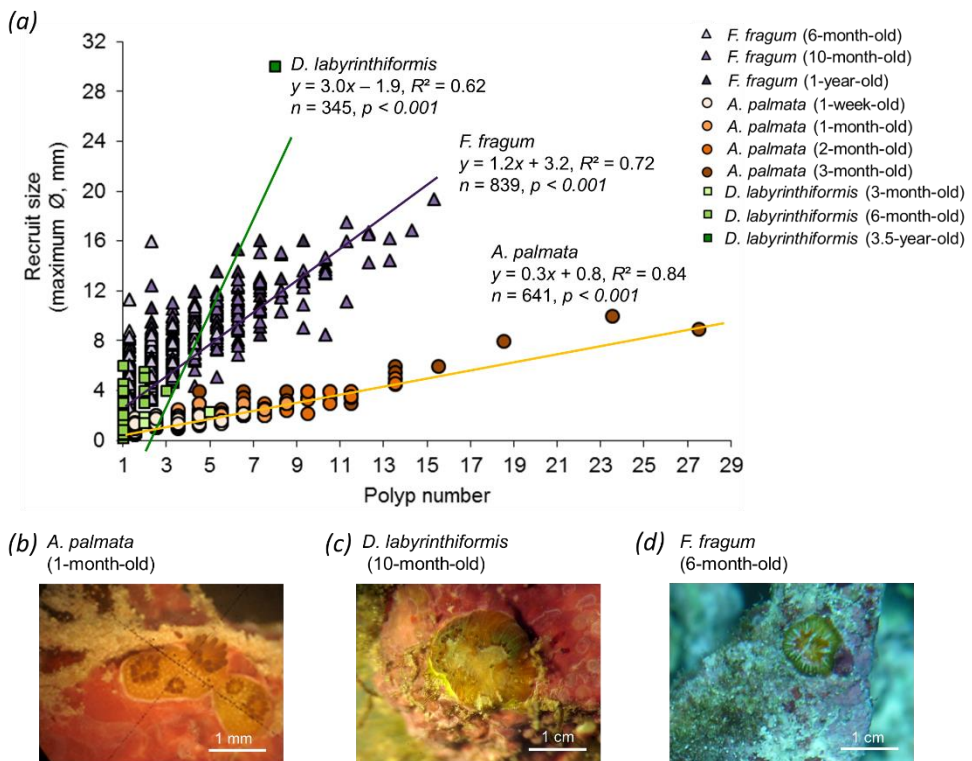 (a)
32
28
24
20
16
12
8
4
0
Recruit size
(maximum Ø, mm)
1 3 5 7 9 11 13 15 17 19 21 23 25 27 29
Polyp number
D. labyrinthiformis
y = 3.0x – 1.9, R² = 0.62
n = 345, p < 0.001
F. fragum
y = 1.2x + 3.2, R² = 0.72
n = 839, p < 0.001
A. palmata
y = 0.3x + 0.8, R² = 0.84
n = 641, p < 0.001
F. fragum (6-month-old)
F. fragum (10-month-old)
F. fragum (1-year-old)
A. palmata (1-week-old)
A. palmata (1-month-old)
A. palmata (2-month-old)
A. palmata (3-month-old)
D. labyrinthiformis (3-month-old)
D. labyrinthiformis (6-month-old)
D. labyrinthiformis (3.5-year-old)
(b) A. palmata
(1-month-old)
1 mm
(c) D. labyrinthiformis
(10-month-old)
1 cm
(d) F. fragum
(6-month-old)
1 cm